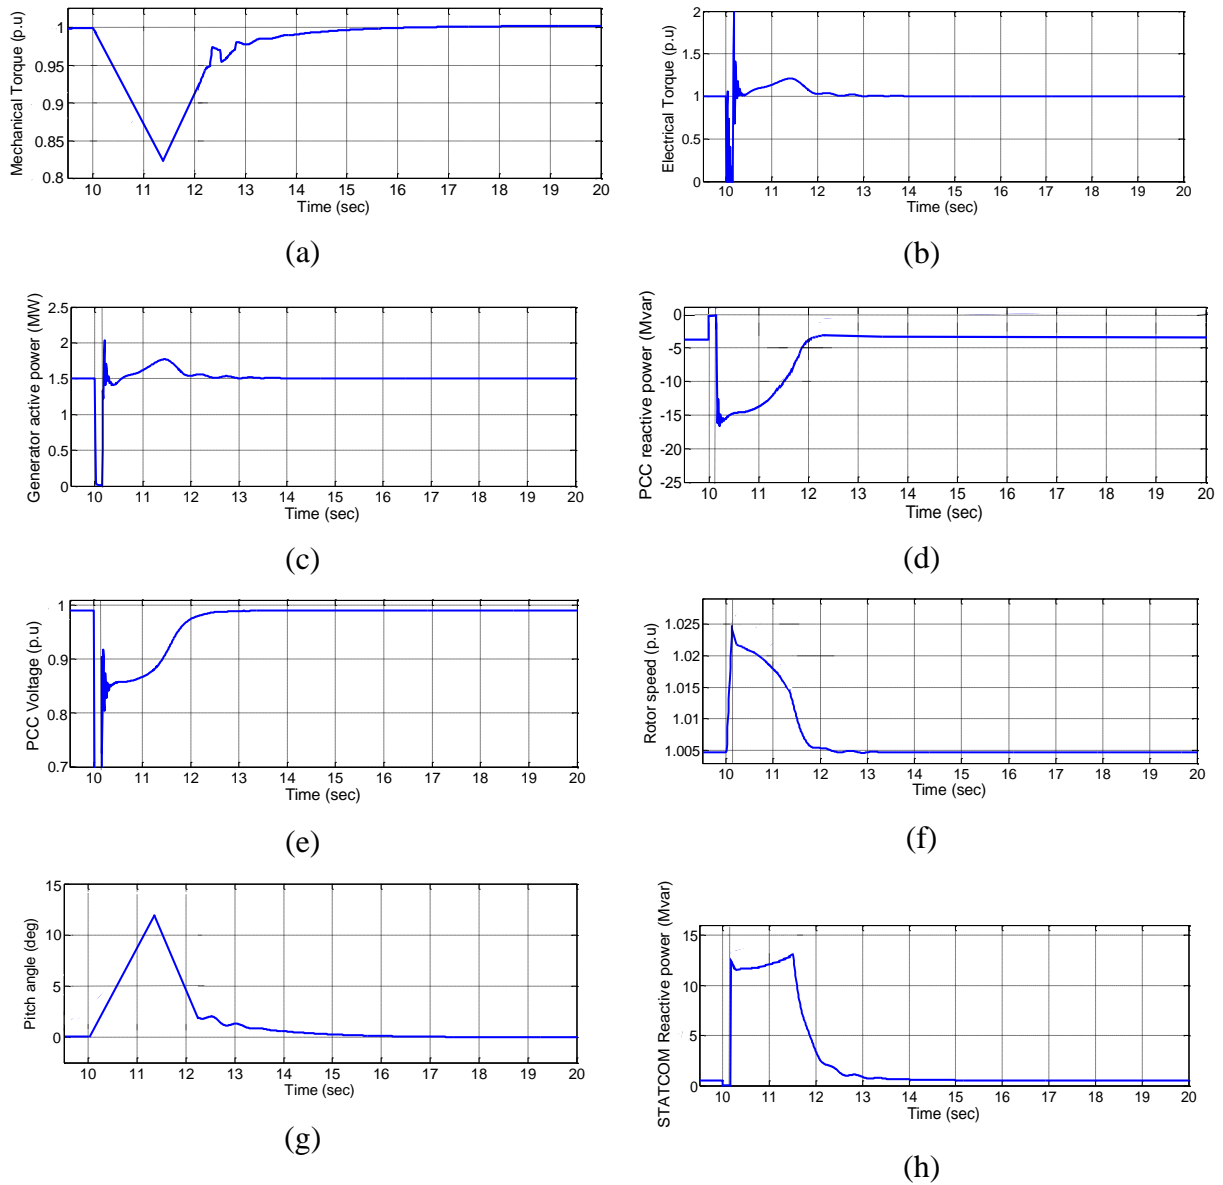 Mechanical Torque (p.u)
1
0.95
0.9
0.85
0.8
10 11 12 13 14 15 16 17 18 19 20
Time (sec)
(a)
Electrical Torque (p.u)
2
1.5
1
0.5
0
10 11 12 13 14 15 16 17 18 19 20
Time (sec)
(b)
Generator active power (MW)
2.5
2
1.5
1
0.5
0
10 11 12 13 14 15 16 17 18 19 20
Time (sec)
(c)
PCC reactive power (Mvar)
0
-5
-10
-15
-20
-25
10 11 12 13 14 15 16 17 18 19 20
Time (sec)
(d)
PCC Voltage (p.u)
1
0.9
0.8
0.7
10 11 12 13 14 15 16 17 18 19 20
Time (sec)
(e)
Rotor speed (p.u)
1.025
1.02
1.015
1.01
1.005
10 11 12 13 14 15 16 17 18 19 20
Time (sec)
(f)
Pitch angle (deg)
15
10
5
0
10 11 12 13 14 15 16 17 18 19 20
Time (sec)
(g)
STATCOM Reactive power (Mvar)
15
10
5
0
10 11 12 13 14 15 16 17 18 19 20
Time (sec)
(h)